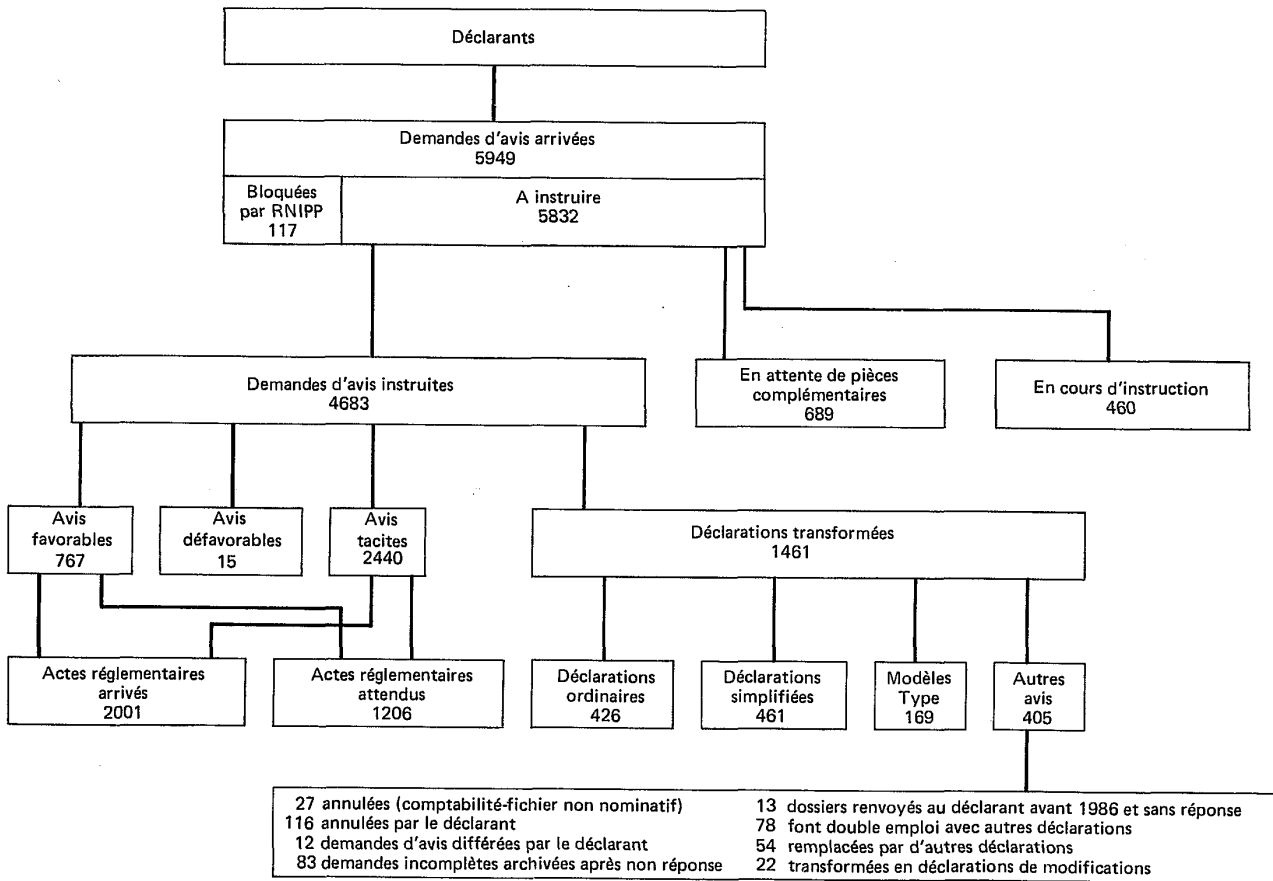 Déclarants
Demandes d'avis arrivées
5949
Bloquées
par RNIPP
117
A instruire
5832
Demandes d'avis instruites
4683
En attente de pièces
complémentaires
689
En cours d'instruction
460
Avis
favorables
767
Avis
défavorables
15
Avis
tacites
2440
Déclarations transformées
1461
Actes réglementaires
arrivés
2001
Actes réglementaires
attendus
1206
Déclarations
ordinaires
426
Déclarations
simplifiées
461
Modèles
Type
169
Autres
avis
405
27 annulées (comptabilité-fichier non nominatif)
116 annulées par le déclarant
12 demandes d'avis différées par le déclarant
83 demandes incomplètes archivées après non réponse
13 dossiers renvoyés au déclarant avant 1986 et sans réponse
78 font double emploi avec autres déclarations
54 remplacées par d'autres déclarations
22 transformées en déclarations de modifications